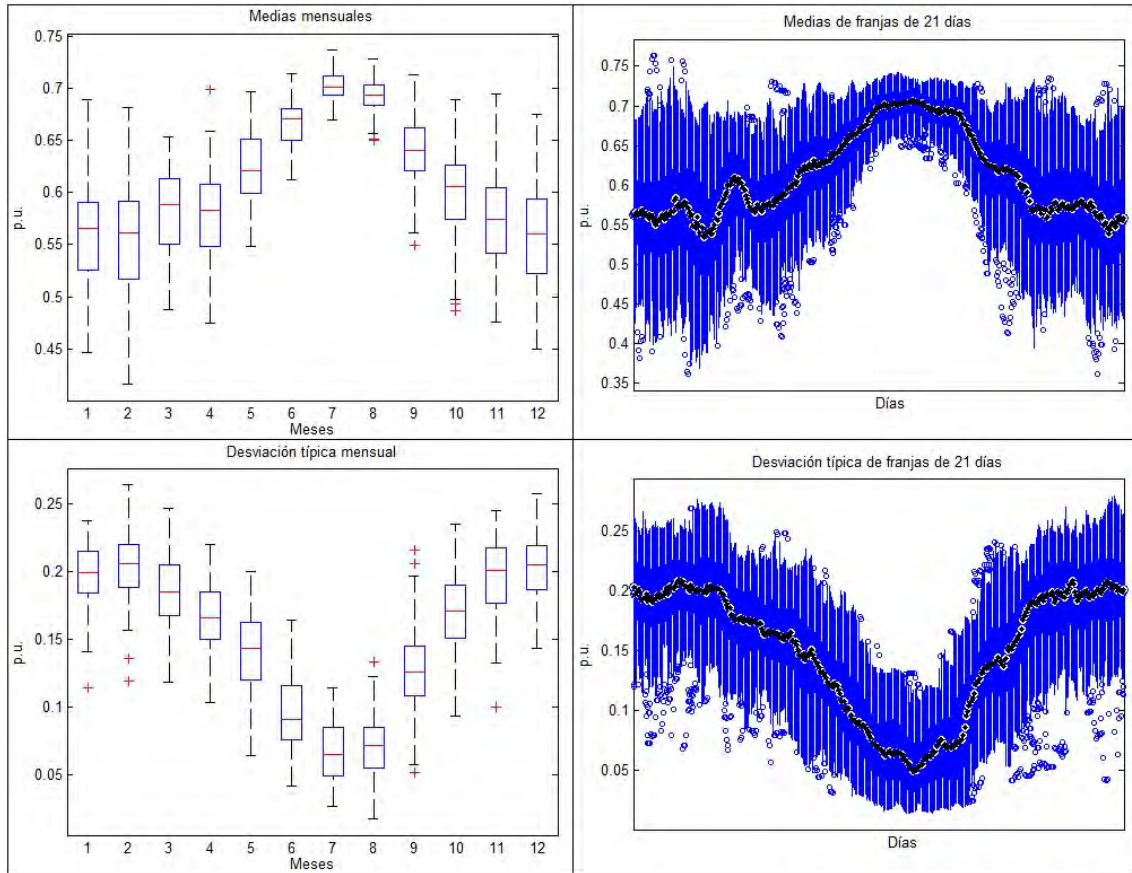 Medias mensuales
0.75
0.7
0.65
0.6
0.55
0.5
0.45
p.u.
1 2 3 4 5 6 7 8 9 10 11 12
Meses
Medias de franjas de 21 días
0.75
0.7
0.65
0.6
0.55
0.5
0.45
0.4
0.35
p.u.
Días
Desviación típica mensual
0.25
0.2
0.15
0.1
0.05
p.u.
1 2 3 4 5 6 7 8 9 10 11 12
Meses
Desviación típica de franjas de 21 días
0.25
0.2
0.15
0.1
0.05
p.u.
Días